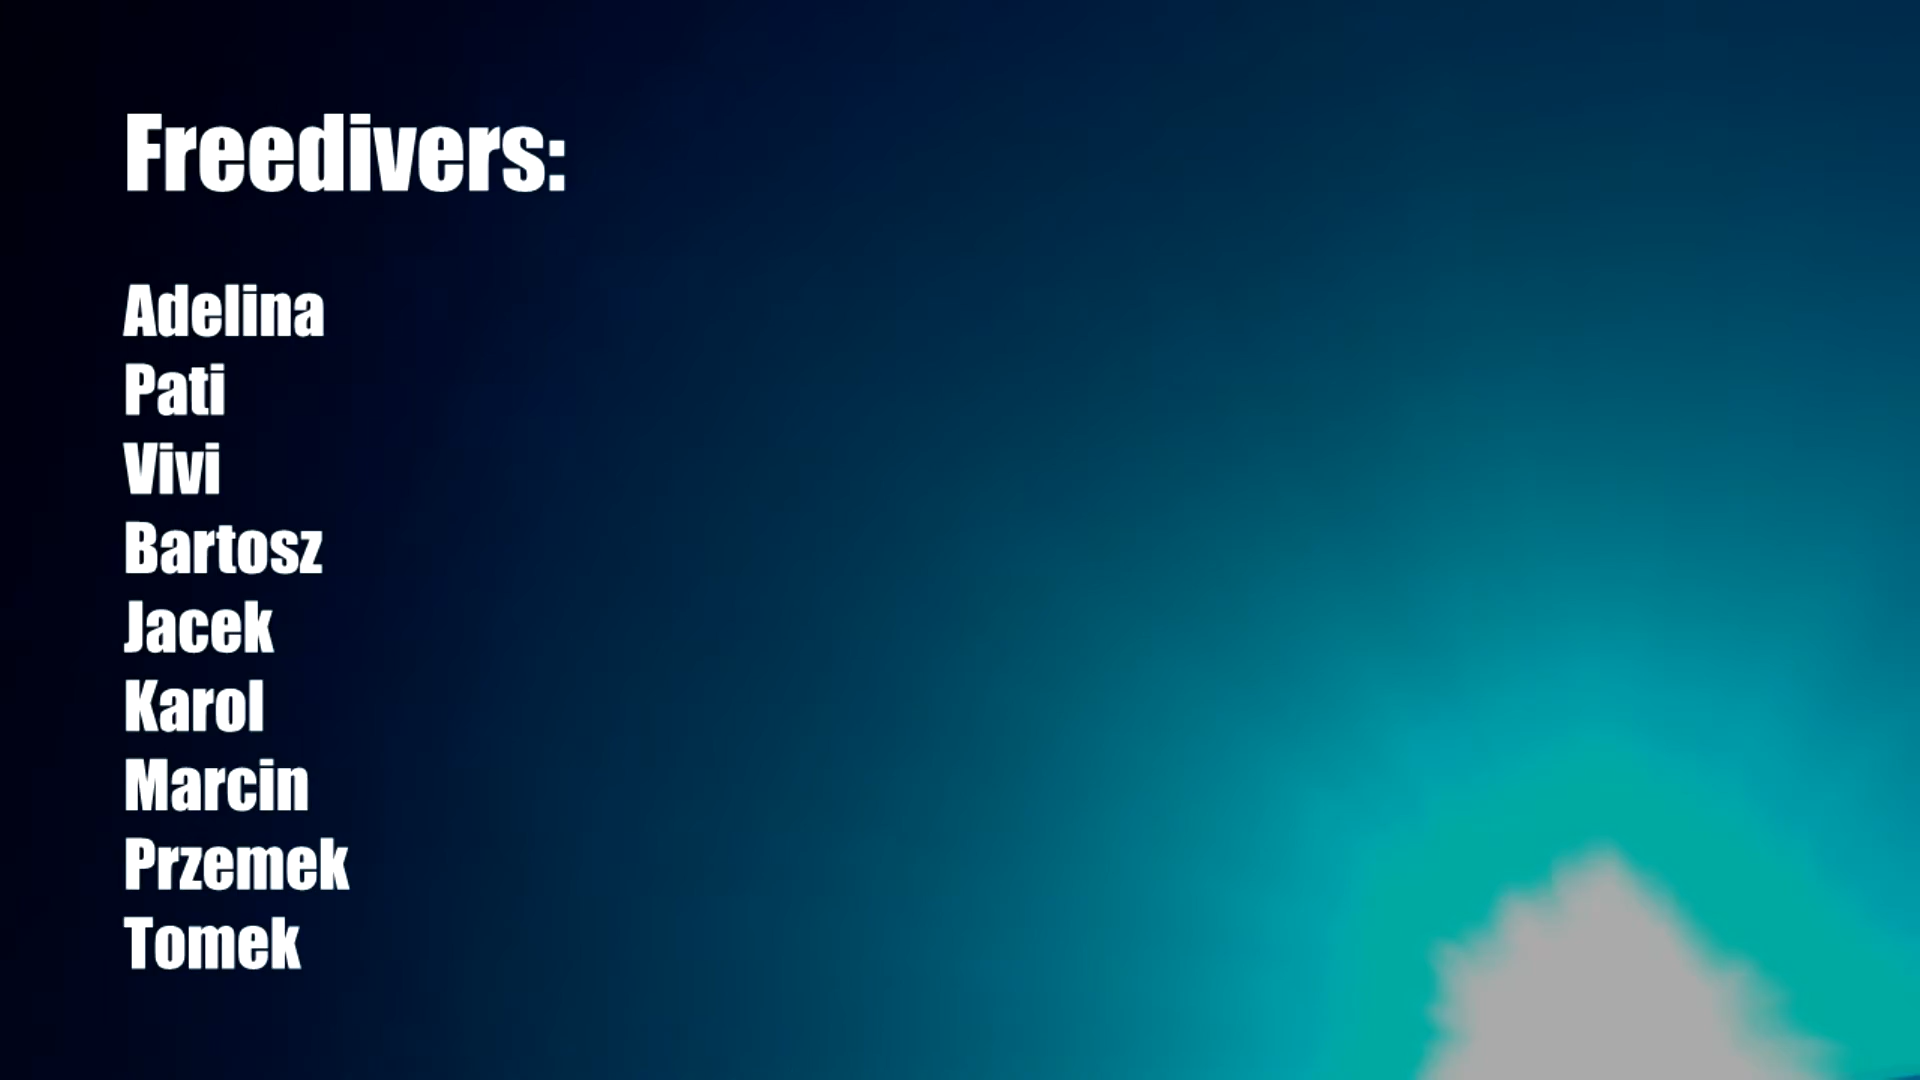 Freedivers:
Adelina
Pati
Vivi
Bartosz
Jacek
Karol
Marcin
Przemek
Tomek